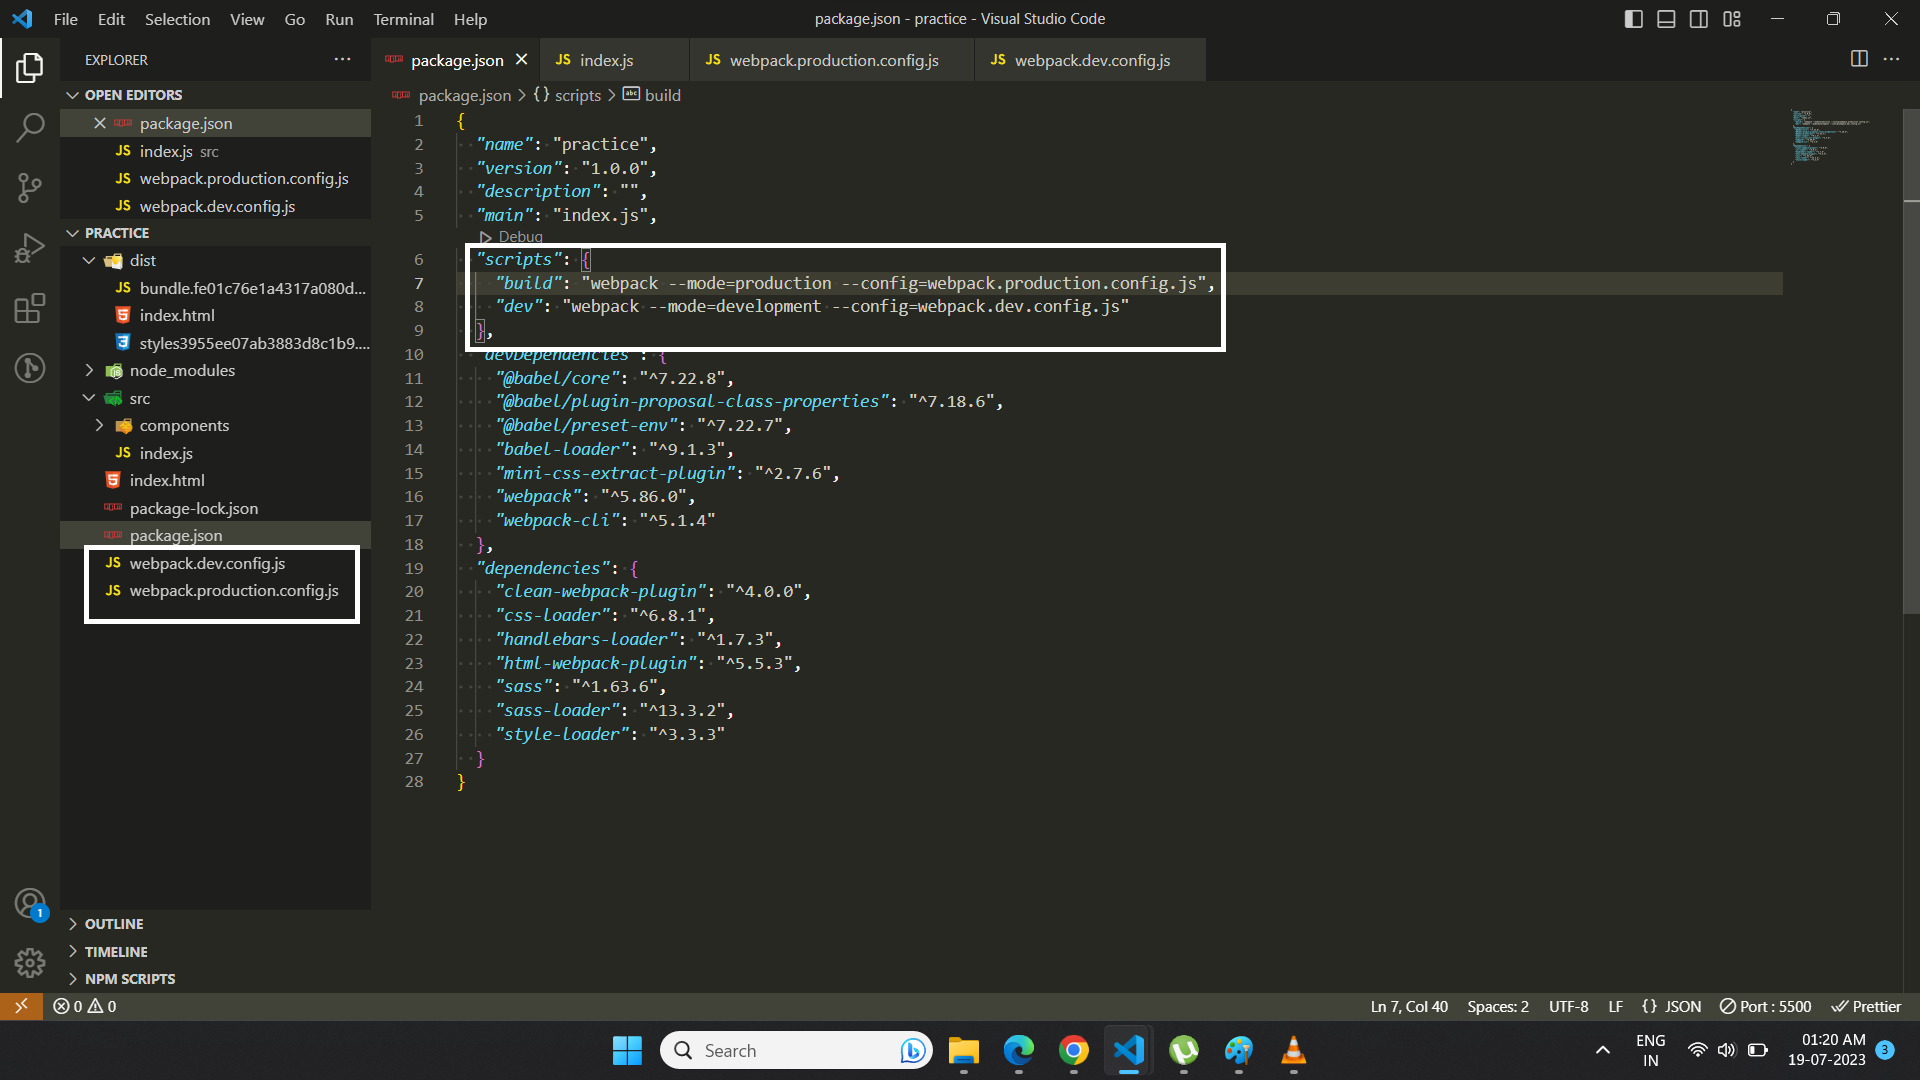 File Edit Selection View Go Run Terminal Help
package.json - practice - Visual Studio Code
EXPLORER
OPEN EDITORS
package.json
JS index.js src
JS webpack.production.config.js
JS webpack.dev.config.js
PRACTICE
dist
JS bundle.fe01c76e1a4317a080d...
index.html
styles3955ee07ab3883d8c1b9....
node_modules
src
components
JS index.js
index.html
package-lock.json
package.json
JS webpack.dev.config.js
JS webpack.production.config.js
OUTLINE
TIMELINE
NPM SCRIPTS
package.json JS index.js JS webpack.production.config.js JS webpack.dev.config.js
package.json > {} scripts > abc build
1 {
2 "name": "practice",
3 "version": "1.0.0",
4 "description": "",
5 "main": "index.js",
Debug
6 "scripts": {
7 "build": "webpack --mode=production --config=webpack.production.config.js",
8 "dev": "webpack --mode=development --config=webpack.dev.config.js"
9 },
10 "devDependencies": {
11 "@babel/core": "^7.22.8",
12 "@babel/plugin-proposal-class-properties": "^7.18.6",
13 "@babel/preset-env": "^7.22.7",
14 "babel-loader": "^9.1.3",
15 "mini-css-extract-plugin": "^2.7.6",
16 "webpack": "^5.86.0",
17 "webpack-cli": "^5.1.4"
18 },
19 "dependencies": {
20 "clean-webpack-plugin": "^4.0.0",
21 "css-loader": "^6.8.1",
22 "handlebars-loader": "^1.7.3",
23 "html-webpack-plugin": "^5.5.3",
24 "sass": "^1.63.6",
25 "sass-loader": "^13.3.2",
26 "style-loader": "^3.3.3"
27 }
28 }
1
0 0
Ln 7, Col 40 Spaces: 2 UTF-8 LF {} JSON Port : 5500 Prettier
Search
ENG
IN
01:20 AM
19-07-2023
3